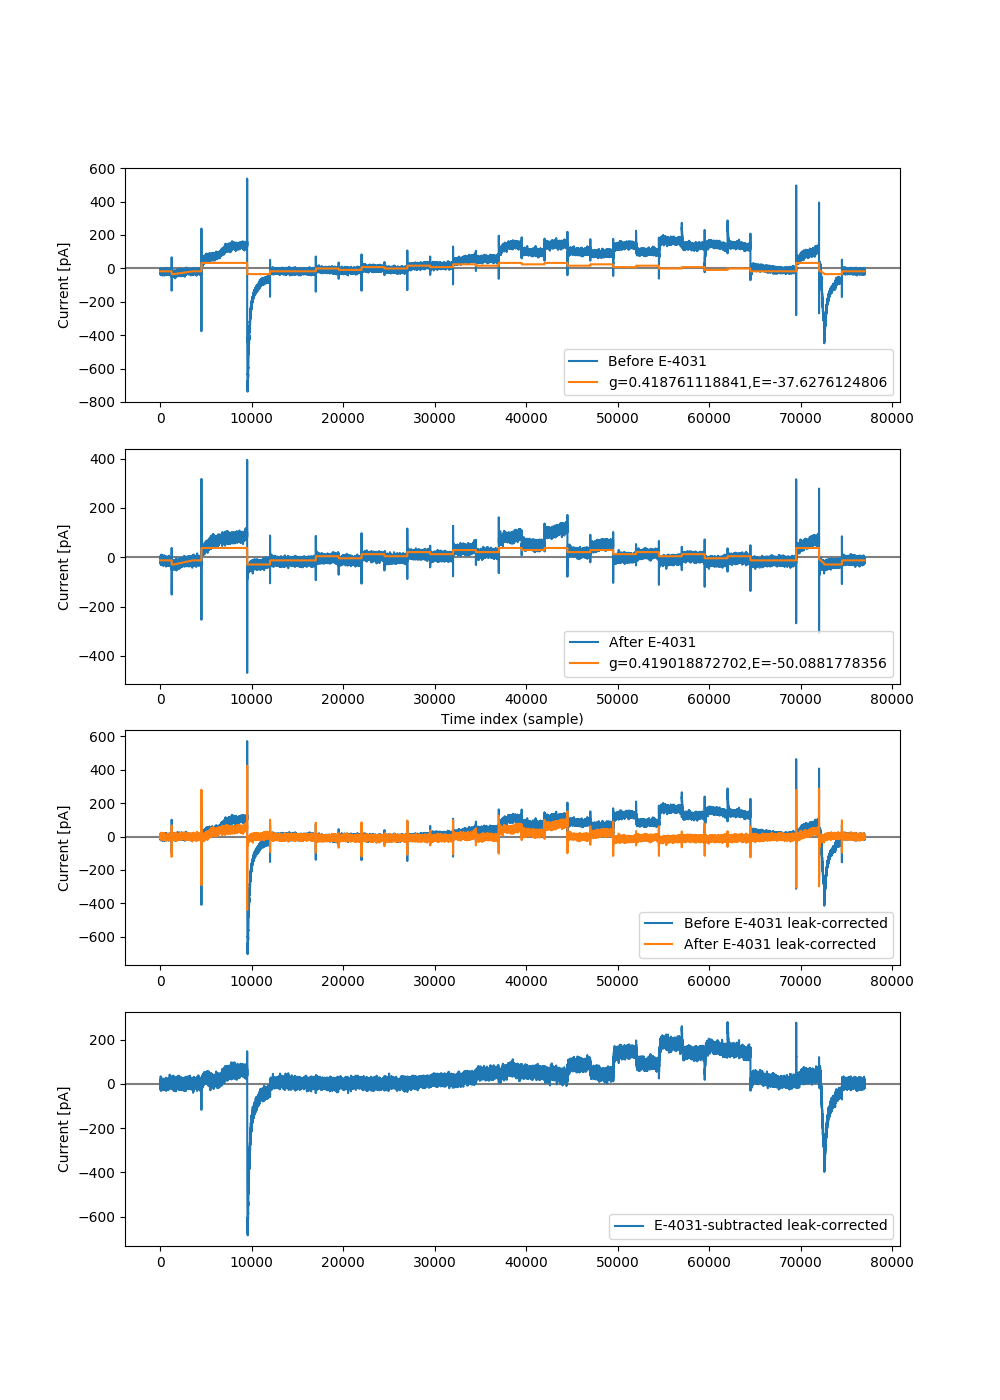 600
400
200
0
−200
−400
−600
−800
Current [pA]
Before E-4031
g=0.418761118841,E=-37.6276124806
0 10000 20000 30000 40000 50000 60000 70000 80000
400
200
0
−200
−400
Current [pA]
After E-4031
g=0.419018872702,E=-50.0881778356
0 10000 20000 30000 40000 50000 60000 70000 80000
Time index (sample)
600
400
200
0
−200
−400
−600
Current [pA]
Before E-4031 leak-corrected
After E-4031 leak-corrected
0 10000 20000 30000 40000 50000 60000 70000 80000
200
0
−200
−400
−600
Current [pA]
E-4031-subtracted leak-corrected
0 10000 20000 30000 40000 50000 60000 70000 80000